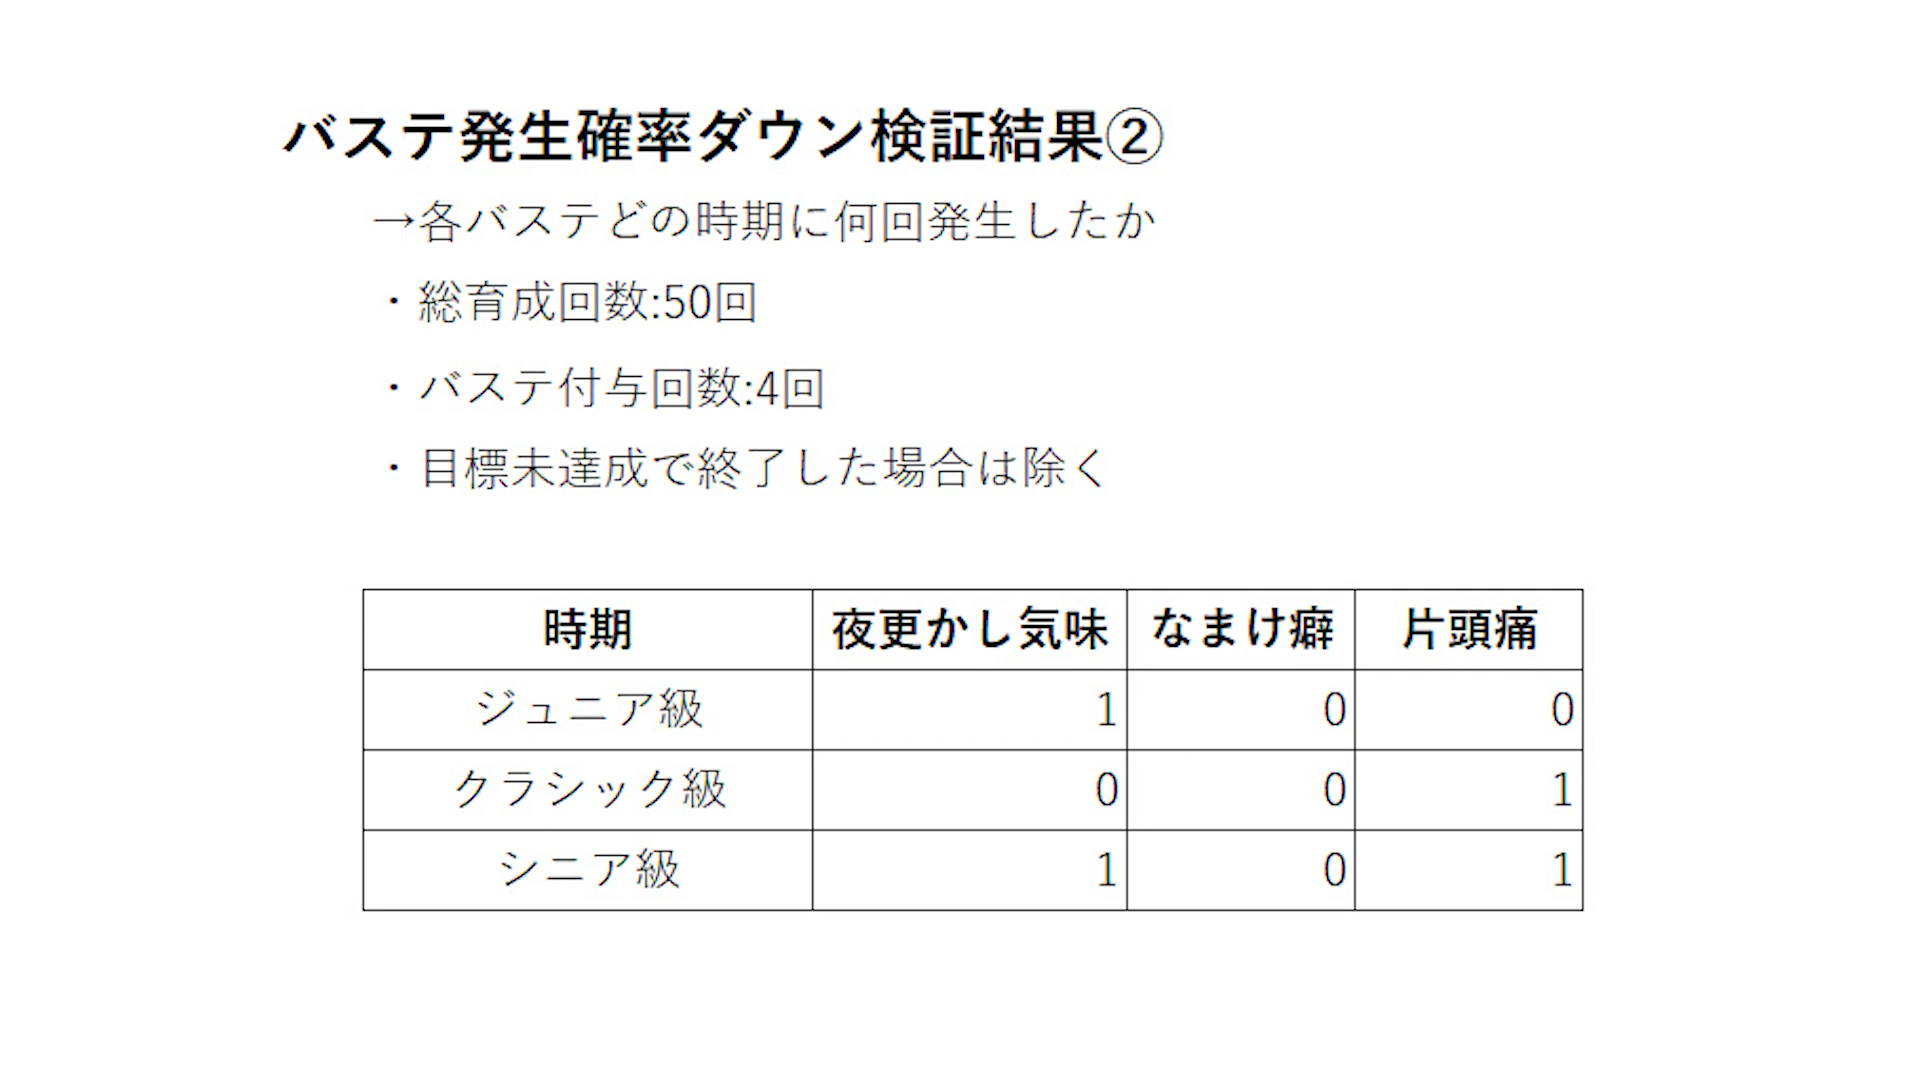 バステ発生確率ダウン検証結果②
→各バステどの時期に何回発生したか
・総育成回数:50回
・バステ付与回数:4回
・目標未達成で終了した場合は除く
時期 夜更かし気味 なまけ癖 片頭痛
ジュニア級 1 0 0
クラシック級 0 0 1
シニア級 1 0 1